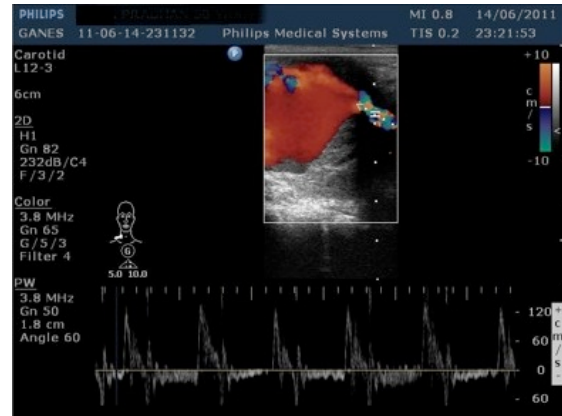 PHILIPS MI 0.8 14/06/2011
GANES 11-06-14-231132 Philips Medical Systems TIS 0.2 23:21:53
Carotid
L12-3
6cm
2D
H1
Gn 82
232dB/C4
F/3/2
Color
3.8 MHz
Gn 65
G/5/3
Filter 4
PW
3.8 MHz
Gn 50
1.8 cm
Angle 60
P
+10
c
m
/
s
-10
<
G
5.0 10.0
120
60
0
- 60
+
c
m
/
s
-